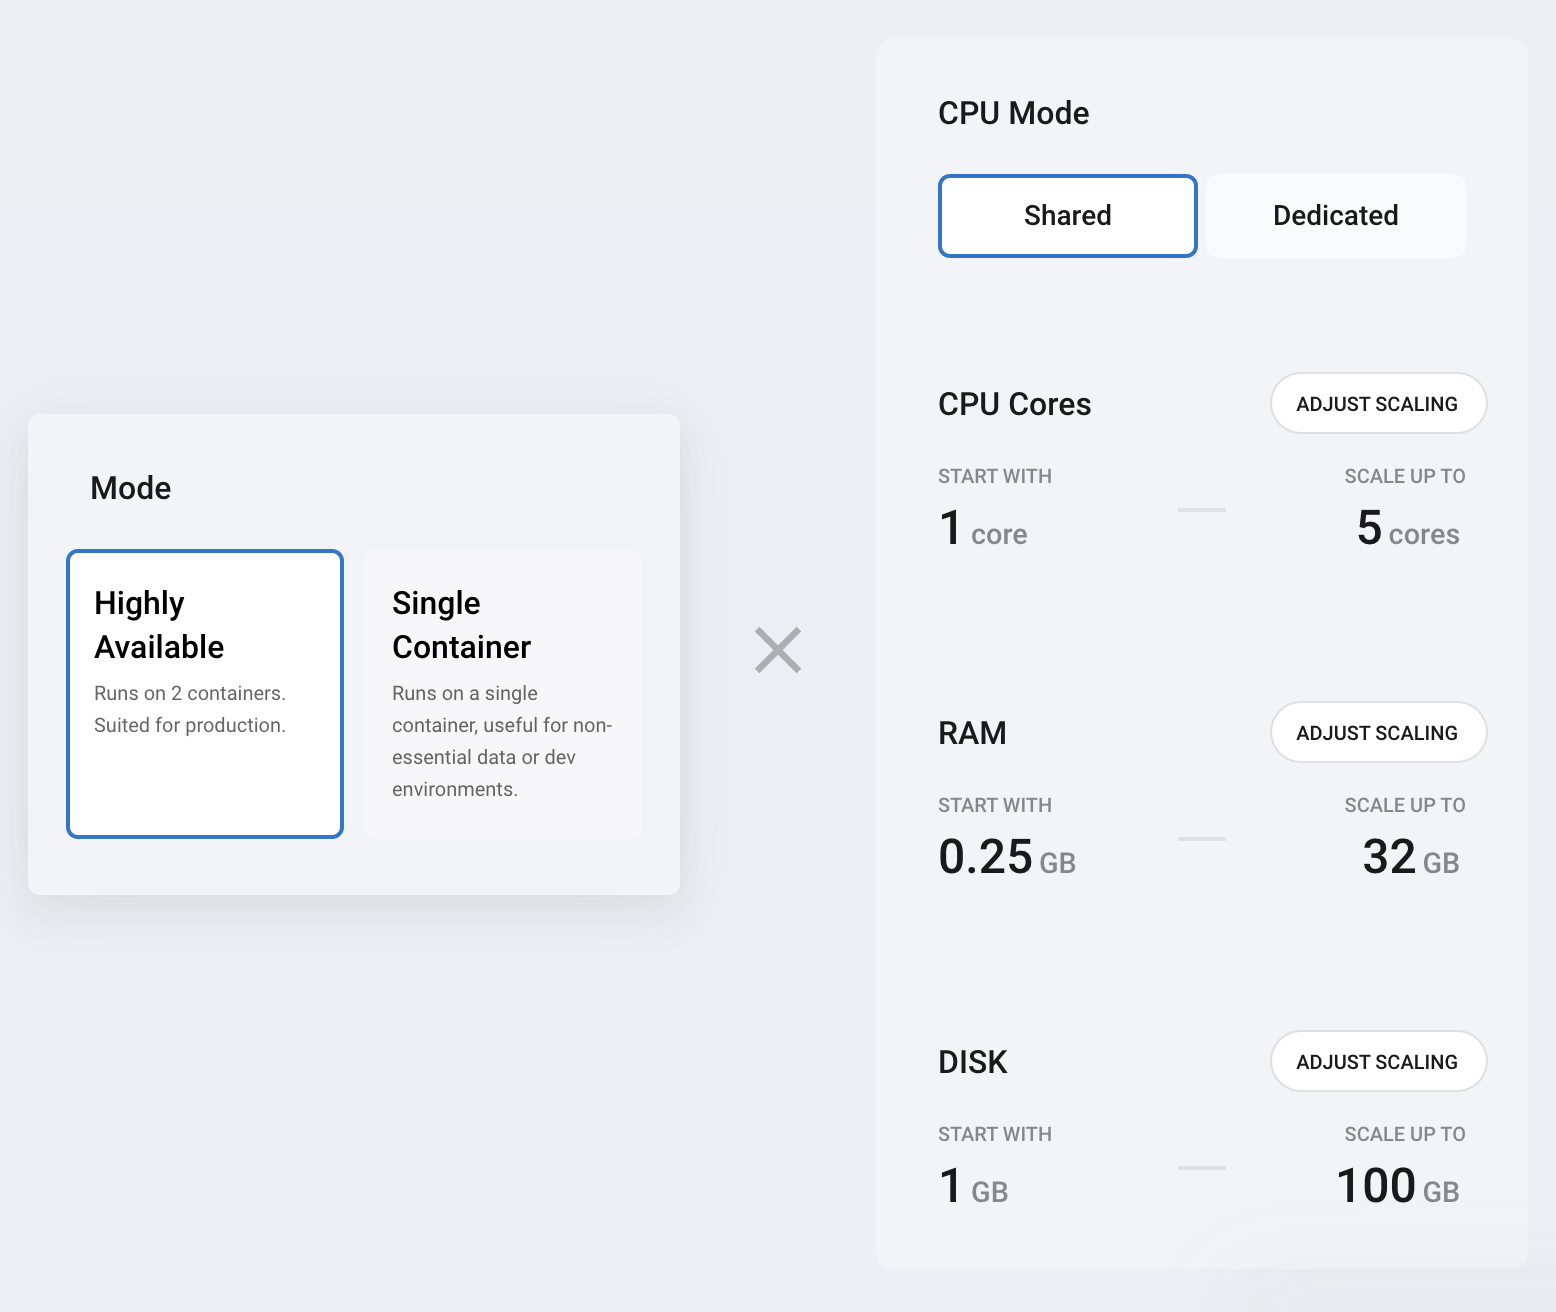 Mode
Highly
Available
Runs on 2 containers.
Suited for production.
Single
Container
Runs on a single
container, useful for non-
essential data or dev
environments.
CPU Mode
Shared
Dedicated
CPU Cores
ADJUST SCALING
START WITH
SCALE UP TO
1 core
5 cores
RAM
ADJUST SCALING
START WITH
SCALE UP TO
0.25 GB
32 GB
DISK
ADJUST SCALING
START WITH
SCALE UP TO
1 GB
100 GB